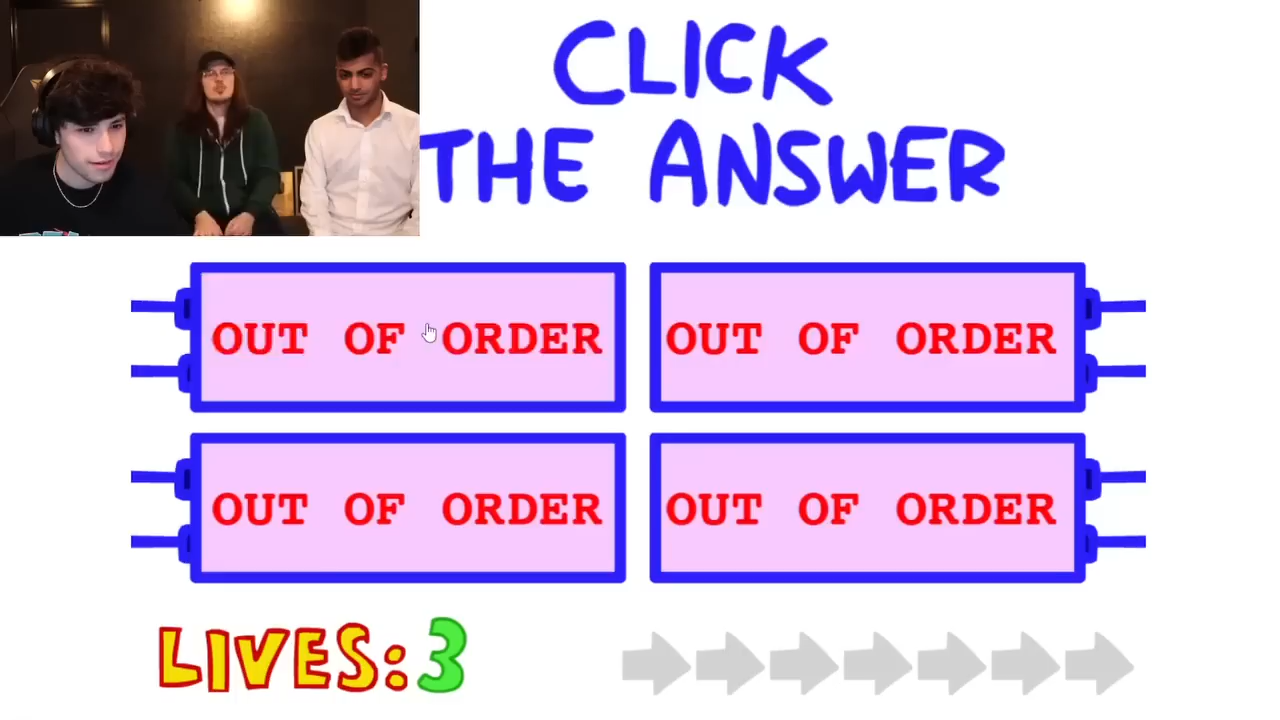 CLICK
THE ANSWER
OUT OF ORDER
OUT OF ORDER
OUT OF ORDER
OUT OF ORDER
LIVES: 3